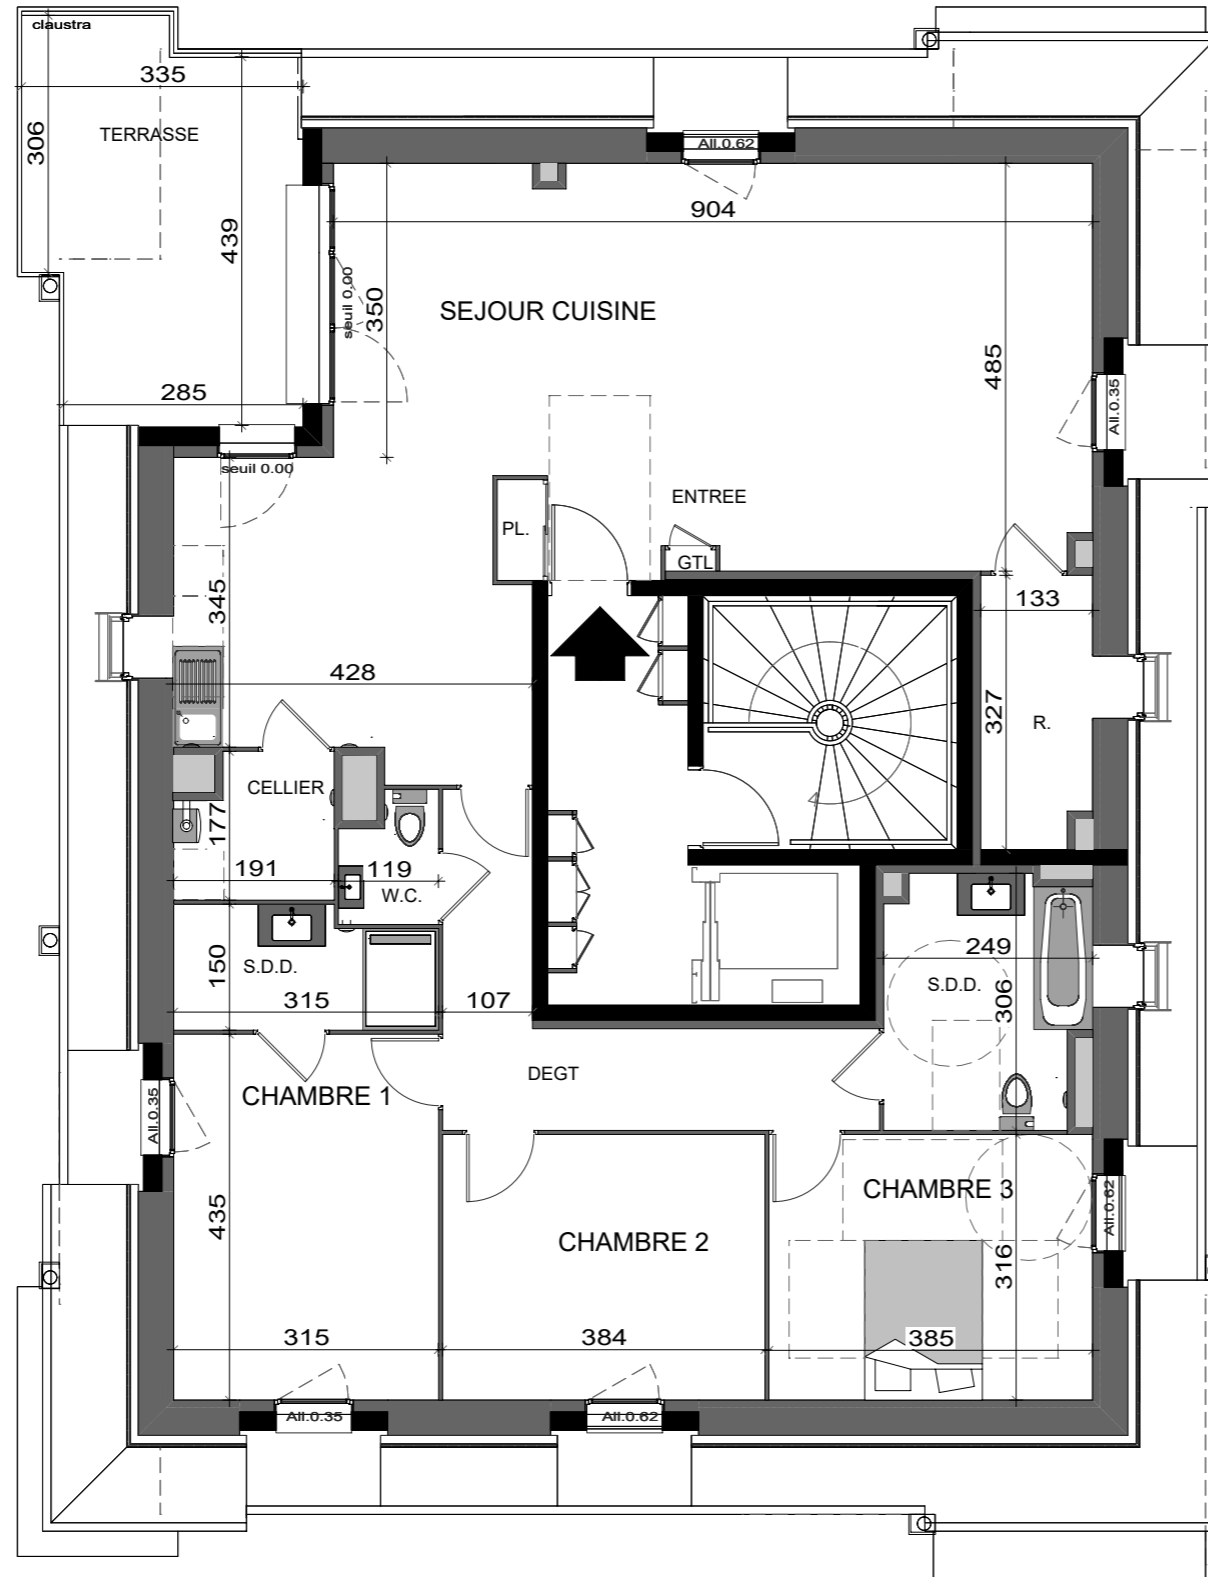 claustra
335
306
TERRASSE
439
All.0.62
904
seuil 0.00
350
SEJOUR CUISINE
485
All.0.35
285
seuil 0.00
ENTREE
PL.
GTL
345
133
428
327
R.
CELLIER
177
191
119
W.C.
S.D.D.
150
315
107
249
S.D.D.
306
DEGT
CHAMBRE 1
All.0.35
435
CHAMBRE 3
All.0.62
CHAMBRE 2
316
315
384
385
All.0.35
All.0.62